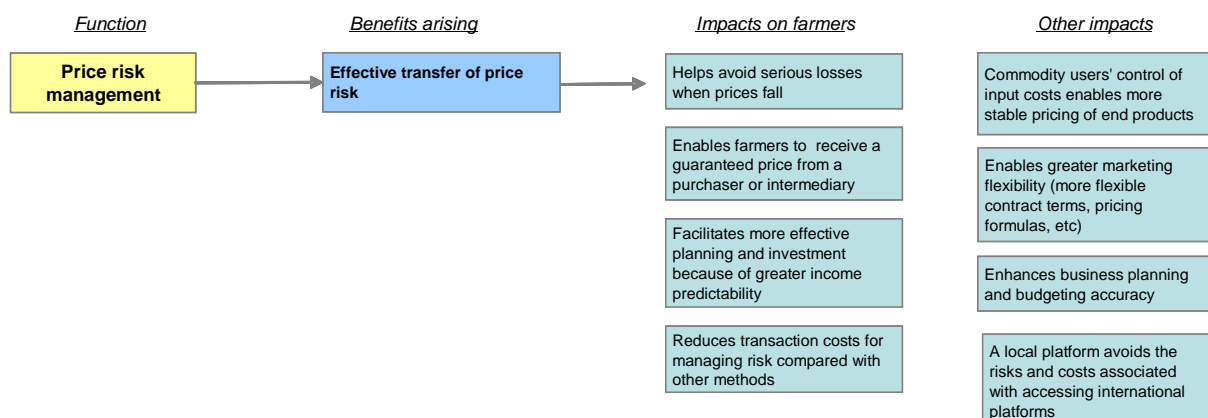 Function
Benefits arising
Impacts on farmers
Other impacts
Price risk
management
Effective transfer of price
risk
Helps avoid serious losses
when prices fall
Enables farmers to receive a
guaranteed price from a
purchaser or intermediary
Facilitates more effective
planning and investment
because of greater income
predictability
Reduces transaction costs for
managing risk compared with
other methods
Commodity users' control of
input costs enables more
stable pricing of end products
Enables greater marketing
flexibility (more flexible
contract terms, pricing
formulas, etc)
Enhances business planning
and budgeting accuracy
A local platform avoids the
risks and costs associated
with accessing international
platforms